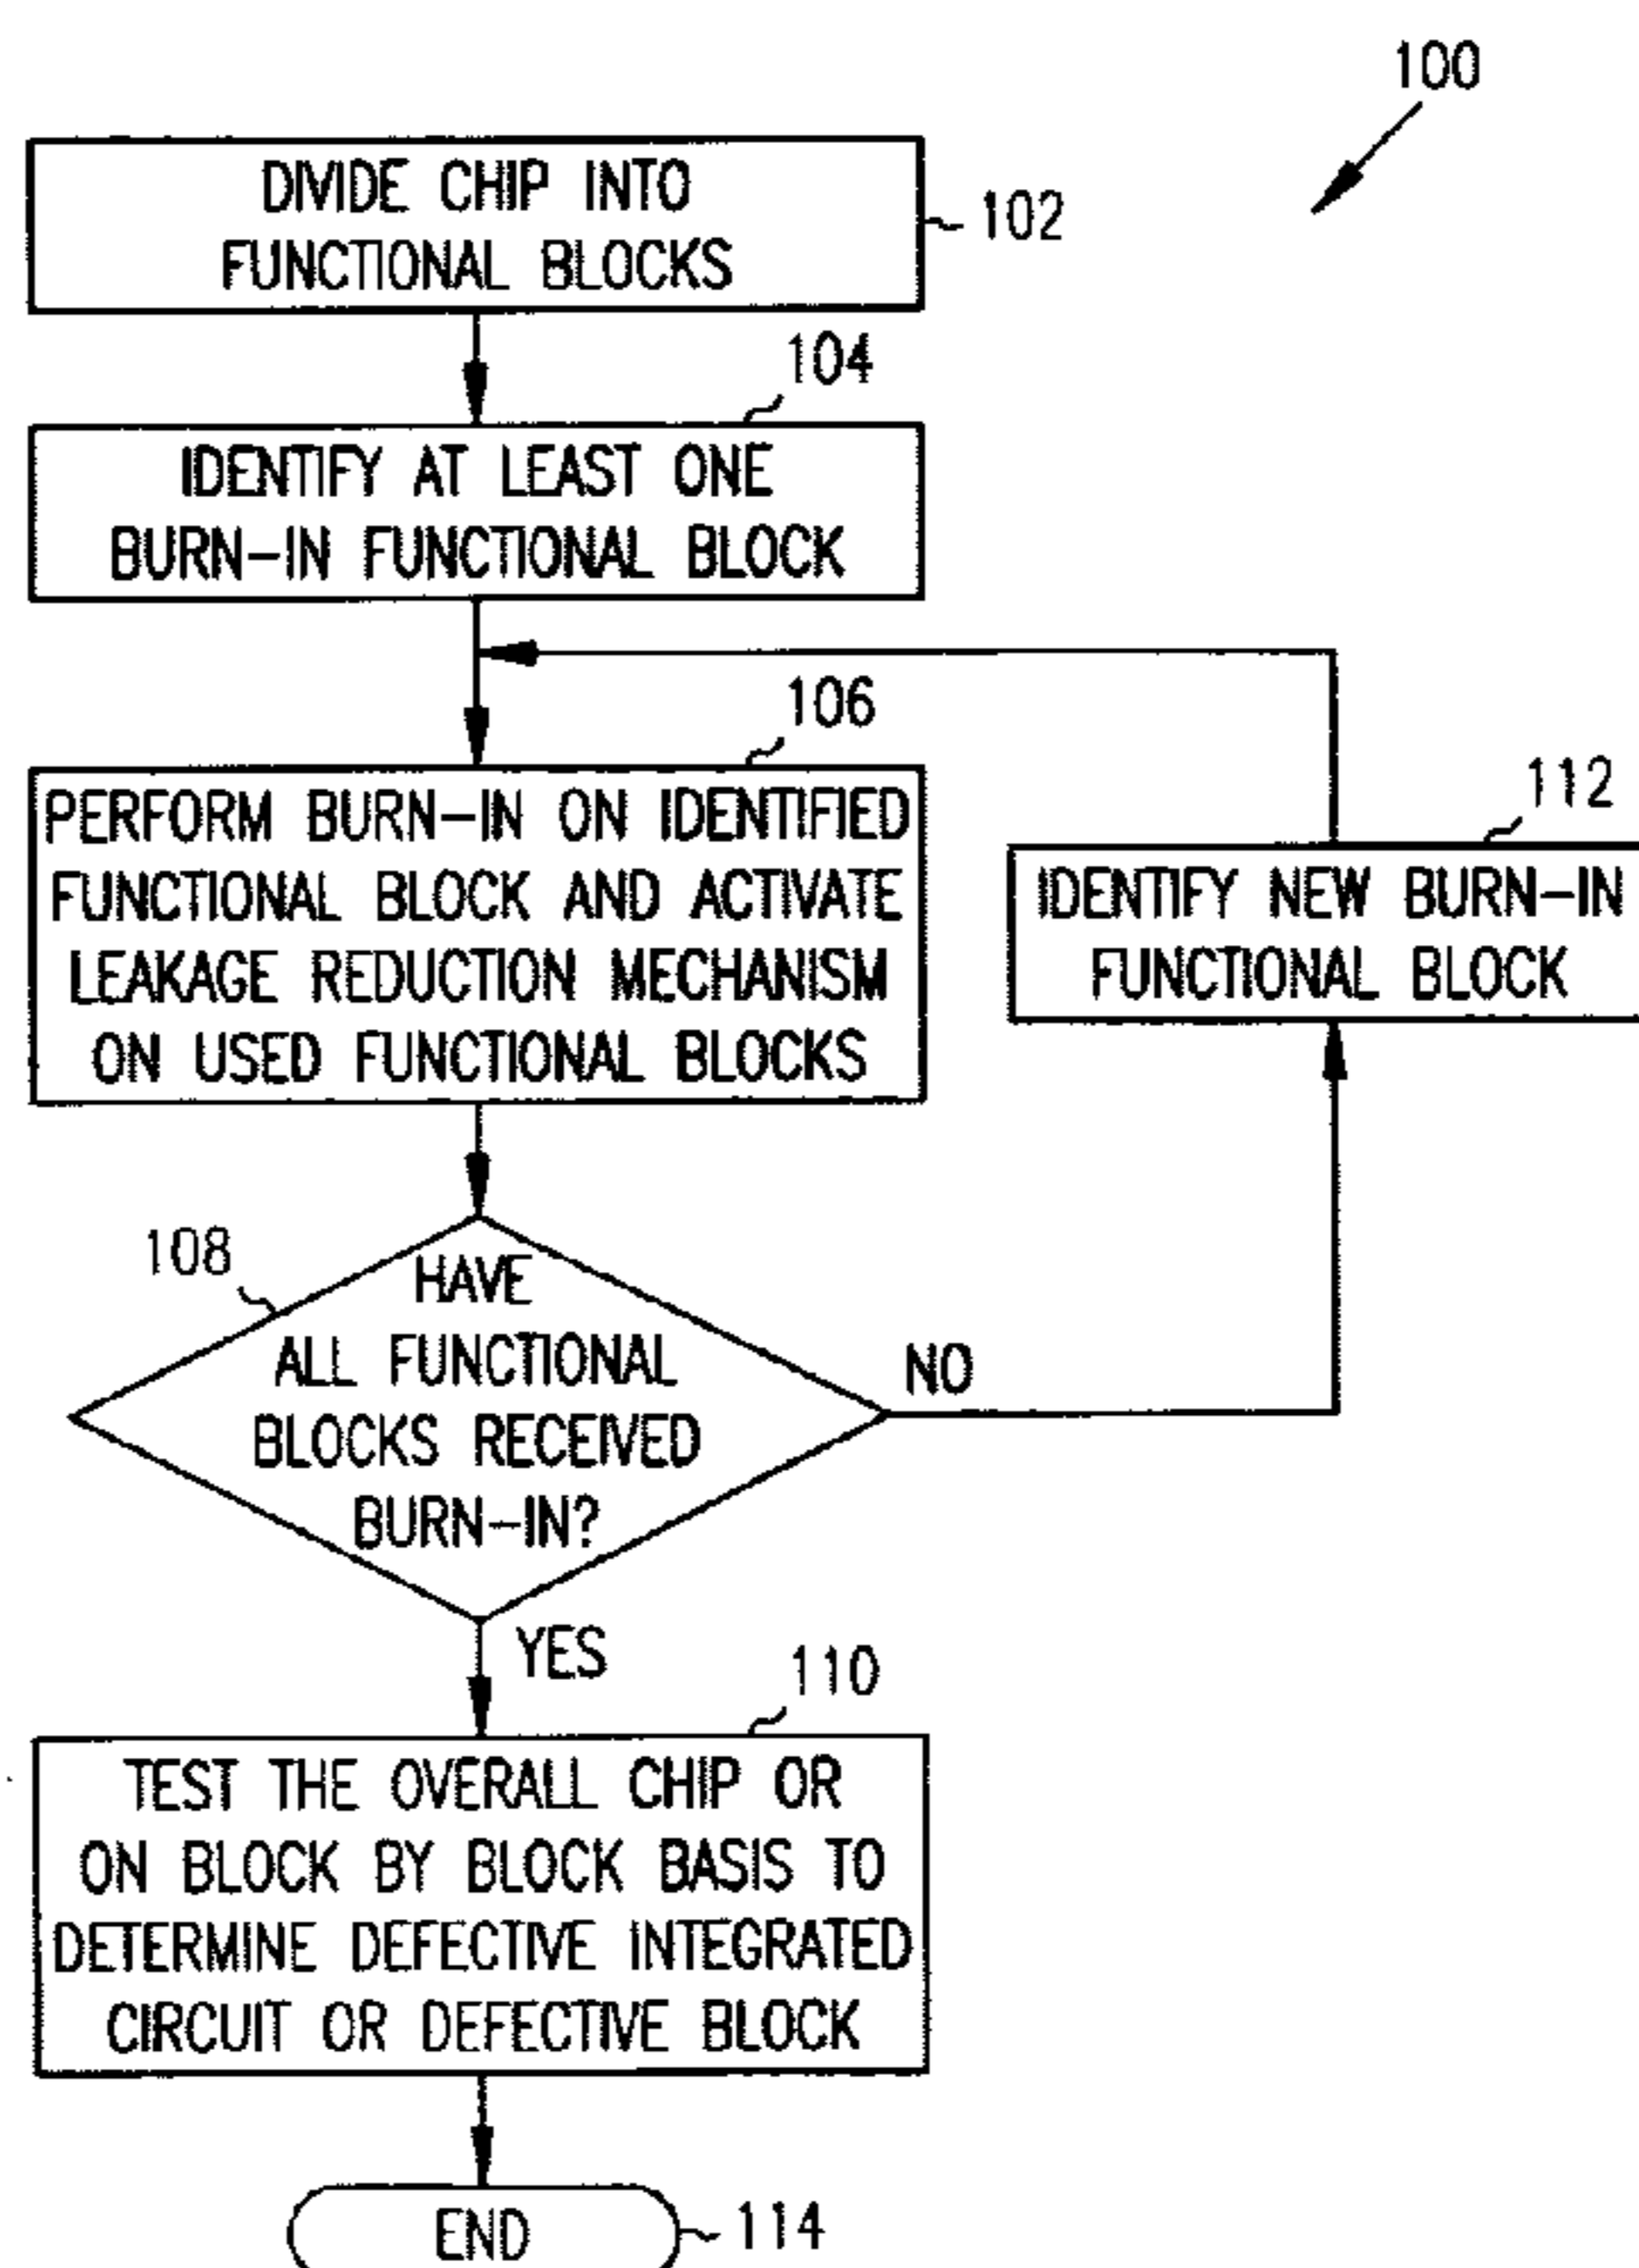 100
DIVIDE CHIP INTO
FUNCTIONAL BLOCKS
102
104
IDENTIFY AT LEAST ONE
BURN-IN FUNCTIONAL BLOCK
106
PERFORM BURN-IN ON IDENTIFIED
FUNCTIONAL BLOCK AND ACTIVATE
LEAKAGE REDUCTION MECHANISM
ON USED FUNCTIONAL BLOCKS
112
IDENTIFY NEW BURN-IN
FUNCTIONAL BLOCK
108
HAVE
ALL FUNCTIONAL
BLOCKS RECEIVED
BURN-IN?
NO
YES
110
TEST THE OVERALL CHIP OR
ON BLOCK BY BLOCK BASIS TO
DETERMINE DEFECTIVE INTEGRATED
CIRCUIT OR DEFECTIVE BLOCK
END
114